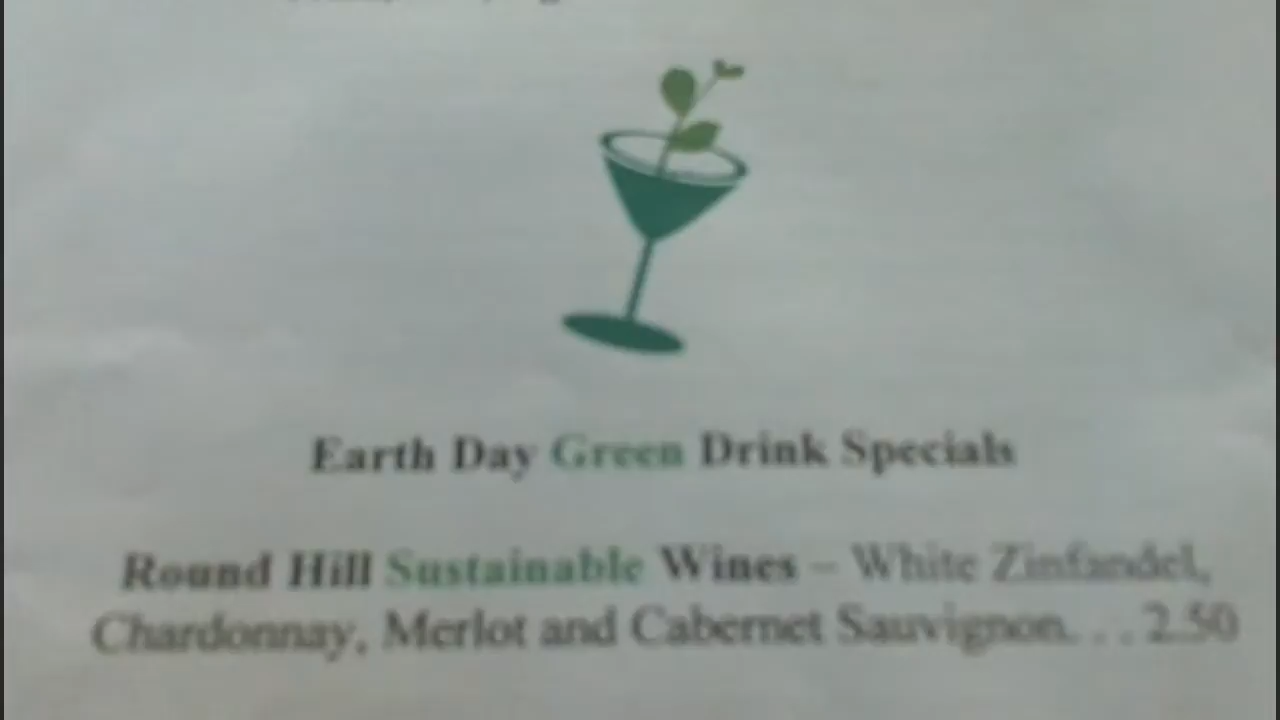 Earth Day Green Drink Specials
Round Hill Sustainable Wines – White Zinfandel,
Chardonnay, Merlot and Cabernet Sauvignon. . . 2.50